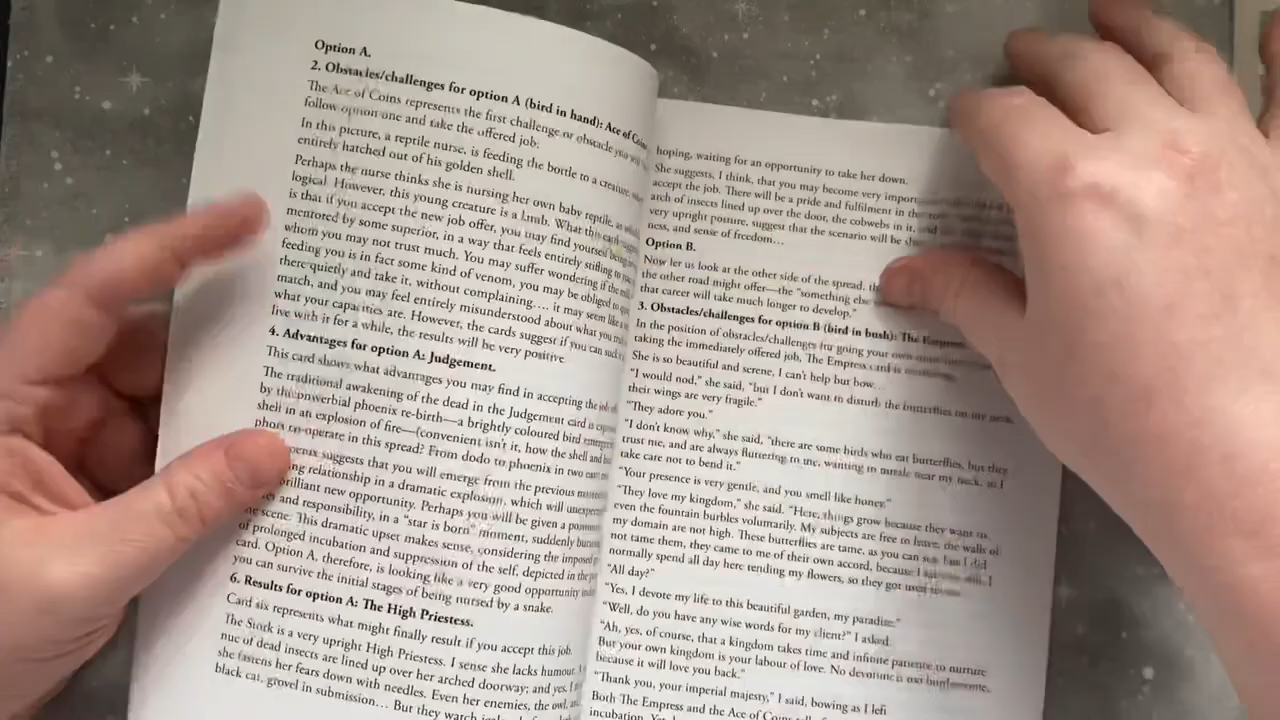 Option A.
2. Obstacles/challenges for option A (bird in hand): Ace of Coins
The Ace of Coins represents the first challenge or obstacle you will
follow option one and take the offered job.
In this picture, a reptile nurse, is feeding the bottle to a creature,
entirely hatched out of his golden shell.
Perhaps the nurse thinks she is nursing her own baby reptile, as
logical. However, this young creature is a lamb. What this card
is that if you accept the new job offer, you may find yourself being
mentored by some superior, in a way that feels entirely stifling to
whom you may not trust much. You may suffer wondering if the
feeding you is in fact some kind of venom, you may be obliged to
there quietly and take it, without complaining.… it may seem like a
match, and you may feel entirely misunderstood about what you
what your capacities are. However, the cards suggest if you can
live with it for a while, the results will be very positive.
4. Advantages for option A: Judgement.
This card shows what advantages you may find in accepting the job
The traditional awakening of the dead in the Judgement card is
by the proverbial phoenix re-birth—a brightly coloured bird
shell in an explosion of fire—(convenient isn't it, how the shell and
co-operate in this spread? From dodo to phoenix in two
suggests that you will emerge from the previous
relationship in a dramatic explosion, which will
brilliant new opportunity. Perhaps you will be given a
and responsibility, in a "star is born" moment, suddenly
scene. This dramatic upset makes sense, considering the imposed
of prolonged incubation and suppression of the self, depicted in the
card. Option A, therefore, is looking like a very good opportunity
you can survive the initial stages of being nursed by a snake.
6. Results for option A: The High Priestess.
Card six represents what might finally result if you accept this job.
The Stork is a very upright High Priestess. I sense she lacks humour.
nue of dead insects are lined up over her arched doorway; and yes,
she fastens her fears down with needles. Even her enemies, the owl,
black cat, grovel in submission… But they watch
hoping, waiting for an opportunity to take her down.
She suggests, I think, that you may become very
accept the job. There will be a pride and fulfilment in the
arch of insects lined up over the door, the cobwebs in it,
very upright posture, suggest that the scenario will be
ness, and sense of freedom…
Option B.
Now let us look at the other side of the spread,
the other road might offer—the "something else
that career will take much longer to develop."
3. Obstacles/challenges for option B (bird in bush): The
In the position of obstacles/challenges for going your own
taking the immediately offered job, The Empress card is
She is so beautiful and serene, I can't help but bow…
"I would nod," she said, "but I don't want to disturb the butterflies on my neck,
their wings are very fragile."
"They adore you."
"I don't know why," she said, "there are some birds who eat butterflies, but they
trust me, and are always fluttering to me, wanting to nuzzle near my neck, so I
take care not to bend it."
"Your presence is very gentle, and you smell like honey."
"They love my kingdom," she said. "Here, things grow because they want to,
even the fountain burbles voluntarily. My subjects are free to leave, the walls of
my domain are not high. These butterflies are tame, as you can see, but I did
not tame them, they came to me of their own accord, because I
normally spend all day here tending my flowers, so they got used
"All day?"
"Yes, I devote my life to this beautiful garden, my paradise."
"Well, do you have any wise words for my client?" I asked.
"Ah, yes, of course, that a kingdom takes time and infinite patience to nurture
But your own kingdom is your labour of love. No devotion is too burdensome,
because it will love you back."
"Thank you, your imperial majesty," I said, bowing as I left
Both The Empress and the Ace of Coins
incubation.